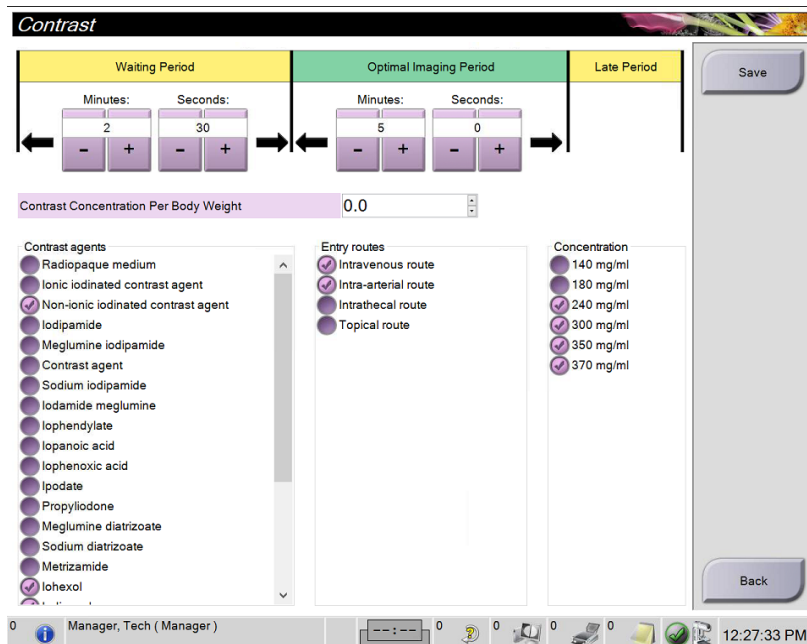 Contrast
Waiting Period
Optimal Imaging Period
Late Period
Save
Minutes: Seconds:
2 30
- + - +
Minutes: Seconds:
5 0
- + - +
Contrast Concentration Per Body Weight 0.0
Contrast agents
Radiopaque medium
Ionic iodinated contrast agent
Non-ionic iodinated contrast agent
Iodipamide
Meglumine iodipamide
Contrast agent
Sodium iodipamide
Iodamide meglumine
Iophendylate
Iopanoic acid
Iophenoxic acid
Ipodate
Propyliodone
Meglumine diatrizoate
Sodium diatrizoate
Metrizamide
Iohexol
Entry routes
Intravenous route
Intra-arterial route
Intrathecal route
Topical route
Concentration
140 mg/ml
180 mg/ml
240 mg/ml
300 mg/ml
350 mg/ml
370 mg/ml
Back
0 Manager, Tech ( Manager ) --:-- 0 0 0 0 12:27:33 PM